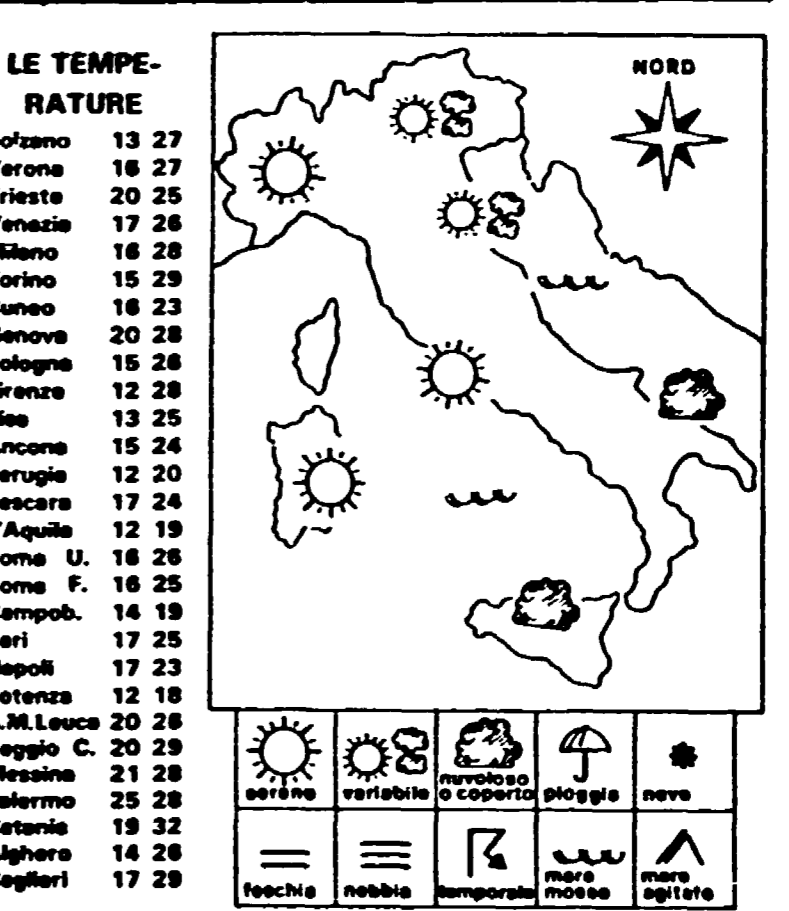 LE TEMPE-
RATURE
olzano 13 27
erona 16 27
rieste 20 25
enezia 17 26
Milano 16 28
orino 15 29
uneo 16 23
enova 20 28
ologna 15 26
irenze 12 28
isa 13 25
ncona 15 24
erugia 12 20
escara 17 24
'Aquila 12 19
oma U. 16 26
oma F. 16 25
ampob. 14 19
ari 17 25
apoli 17 23
otenza 12 18
.M.Leuca 20 26
eggio C. 20 29
essina 21 28
alermo 25 28
atania 19 32
lghero 14 26
agliari 17 29
NORD
sereno variabile nuvoloso o coperto pioggia neve
foschia nebbia temporale mare mosso mare agitato